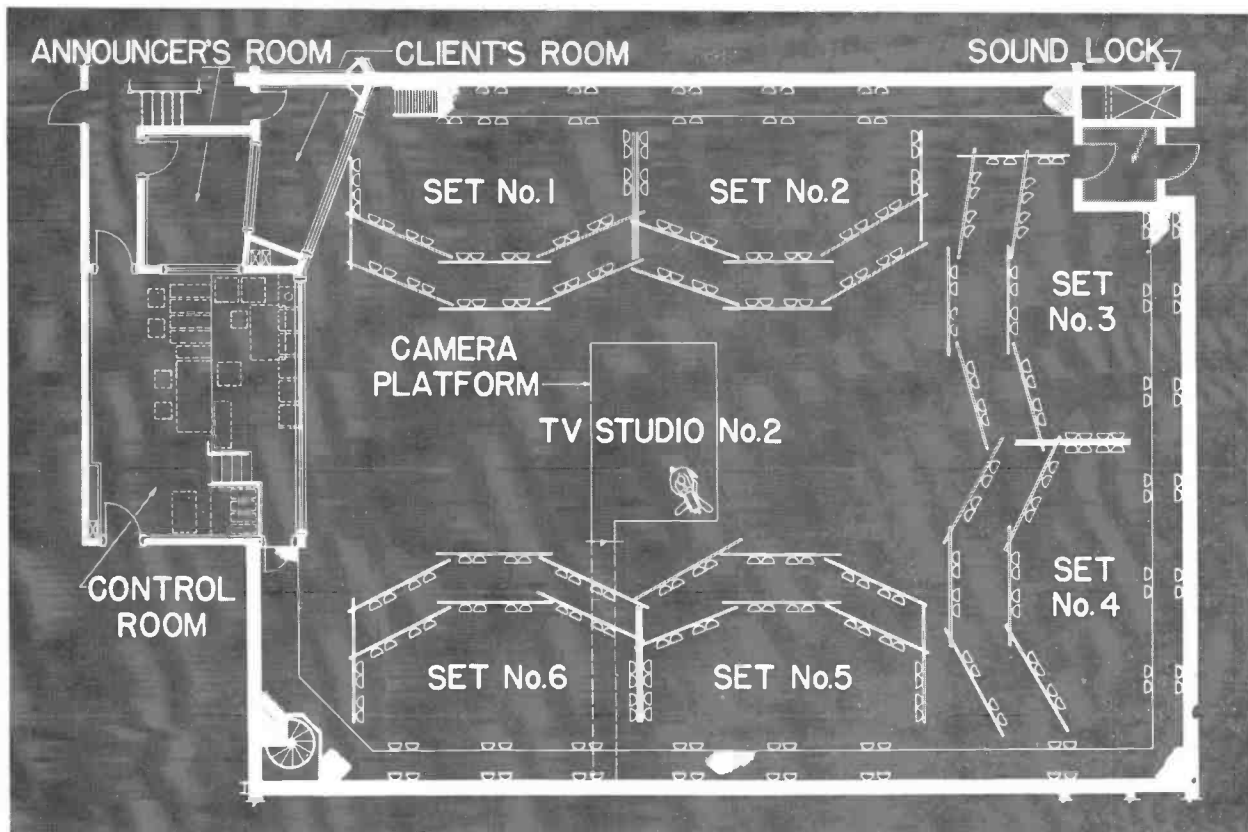 ANNOUNCER'S ROOM
CLIENT'S ROOM
SOUND LOCK
SET No.1
SET No.2
SET
No.3
CAMERA
PLATFORM
TV STUDIO No.2
SET
No.4
CONTROL
ROOM
SET No.6
SET No.5